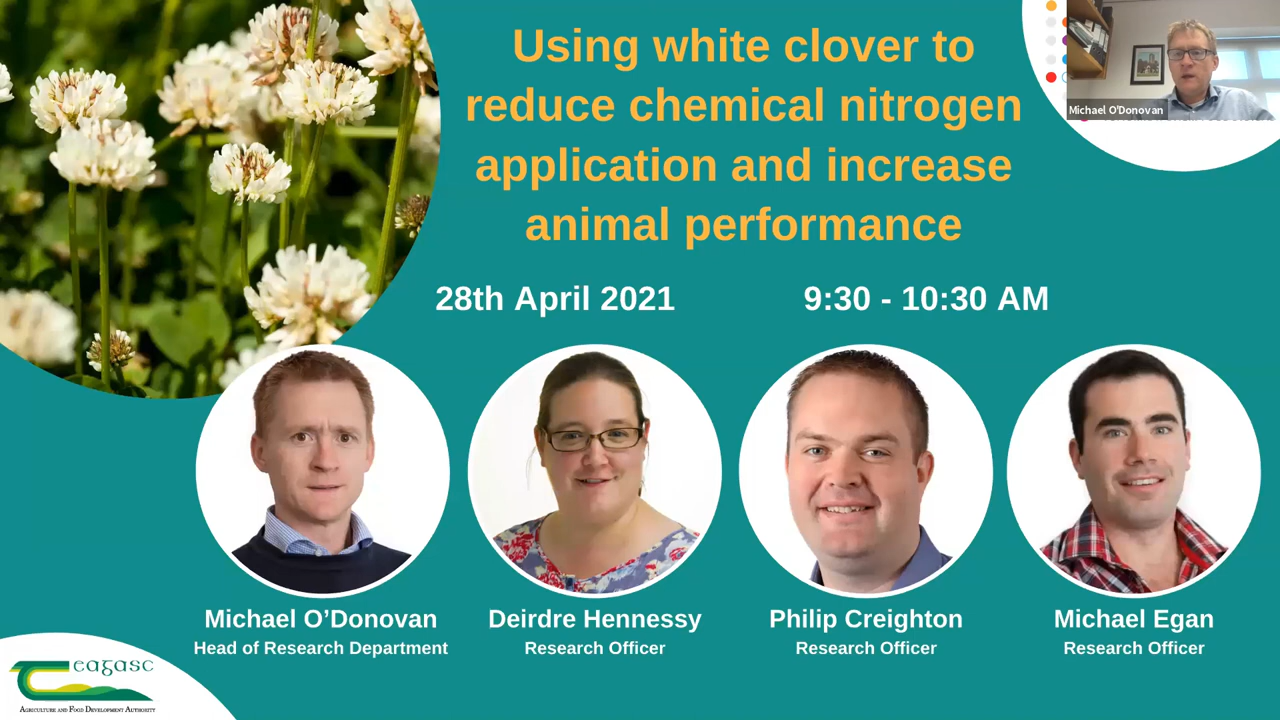 Using white clover to
reduce chemical nitrogen
application and increase
animal performance
Michael O'Donovan
28th April 2021
9:30 - 10:30 AM
Michael O’Donovan
Head of Research Department
Deirdre Hennessy
Research Officer
Philip Creighton
Research Officer
Michael Egan
Research Officer
Teagasc
Agriculture and Food Development Authority